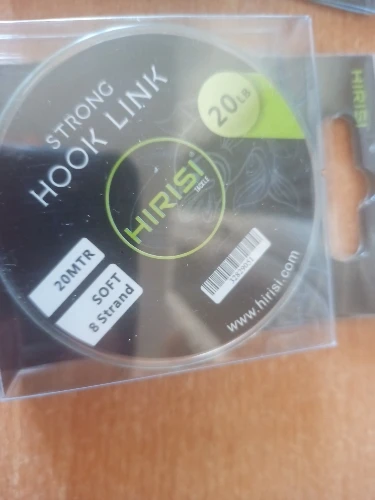 STRONG
HOOK LINK
20LB
HIRISI
20MTR
SOFT
8 Strand
www.hirisi.com
HIRISI